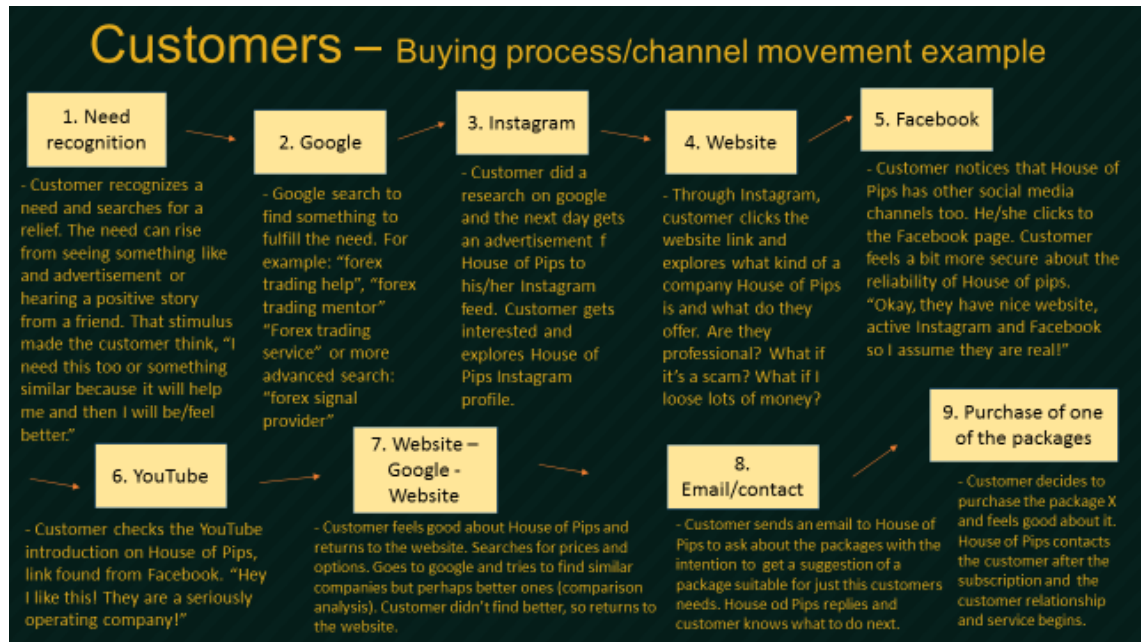 Customers – Buying process/channel movement example
1. Need
recognition
- Customer recognizes a
need and searches for a
relief. The need can rise
from seeing something like
and advertisement or
hearing a positive story
from a friend. That stimulus
made the customer think, “I
need this too or something
similar because it will help
me and then I will be/feel
better.”
2. Google
- Google search to
find something to
fulfill the need. For
example: “forex
trading help”, “forex
trading mentor”
“Forex trading
service” or more
advanced search:
“forex signal
provider”
3. Instagram
- Customer did a
research on google
and the next day gets
an advertisement f
House of Pips to
his/her Instagram
feed. Customer gets
interested and
explores House of
Pips Instagram
profile.
4. Website
- Through Instagram,
customer clicks the
website link and
explores what kind of a
company House of Pips
is and what do they
offer. Are they
professional? What if
it’s a scam? What if I
loose lots of money?
5. Facebook
- Customer notices that House of
Pips has other social media
channels too. He/she clicks to
the Facebook page. Customer
feels a bit more secure about the
reliability of House of pips.
“Okay, they have nice website,
active Instagram and Facebook
so I assume they are real!”
6. YouTube
- Customer checks the YouTube
introduction on House of Pips,
link found from Facebook. “Hey
I like this! They are a seriously
operating company!”
7. Website –
Google -
Website
- Customer feels good about House of Pips and
returns to the website. Searches for prices and
options. Goes to google and tries to find similar
companies but perhaps better ones (comparison
analysis). Customer didn’t find better, so returns to
the website.
8.
Email/contact
- Customer sends an email to House of
Pips to ask about the packages with the
intention to get a suggestion of a
package suitable for just this customers
needs. House od Pips replies and
customer knows what to do next.
9. Purchase of one
of the packages
- Customer decides to
purchase the package X
and feels good about it.
House of Pips contacts
the customer after the
subscription and the
customer relationship
and service begins.